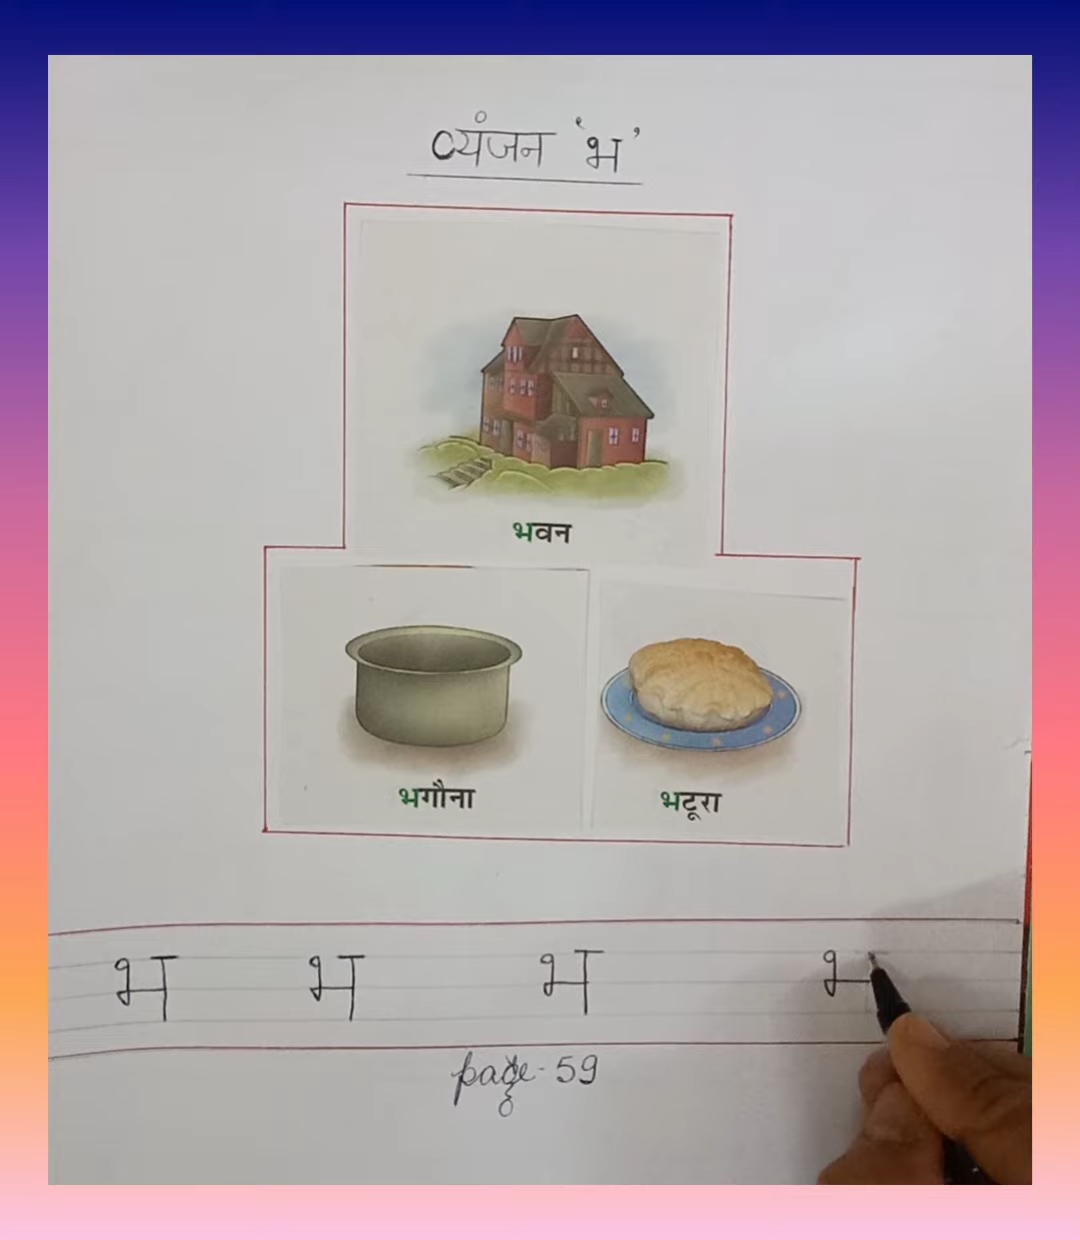 व्यंजन 'भ'
भवन
भगौना भटूरा
भ भ भ
page-59